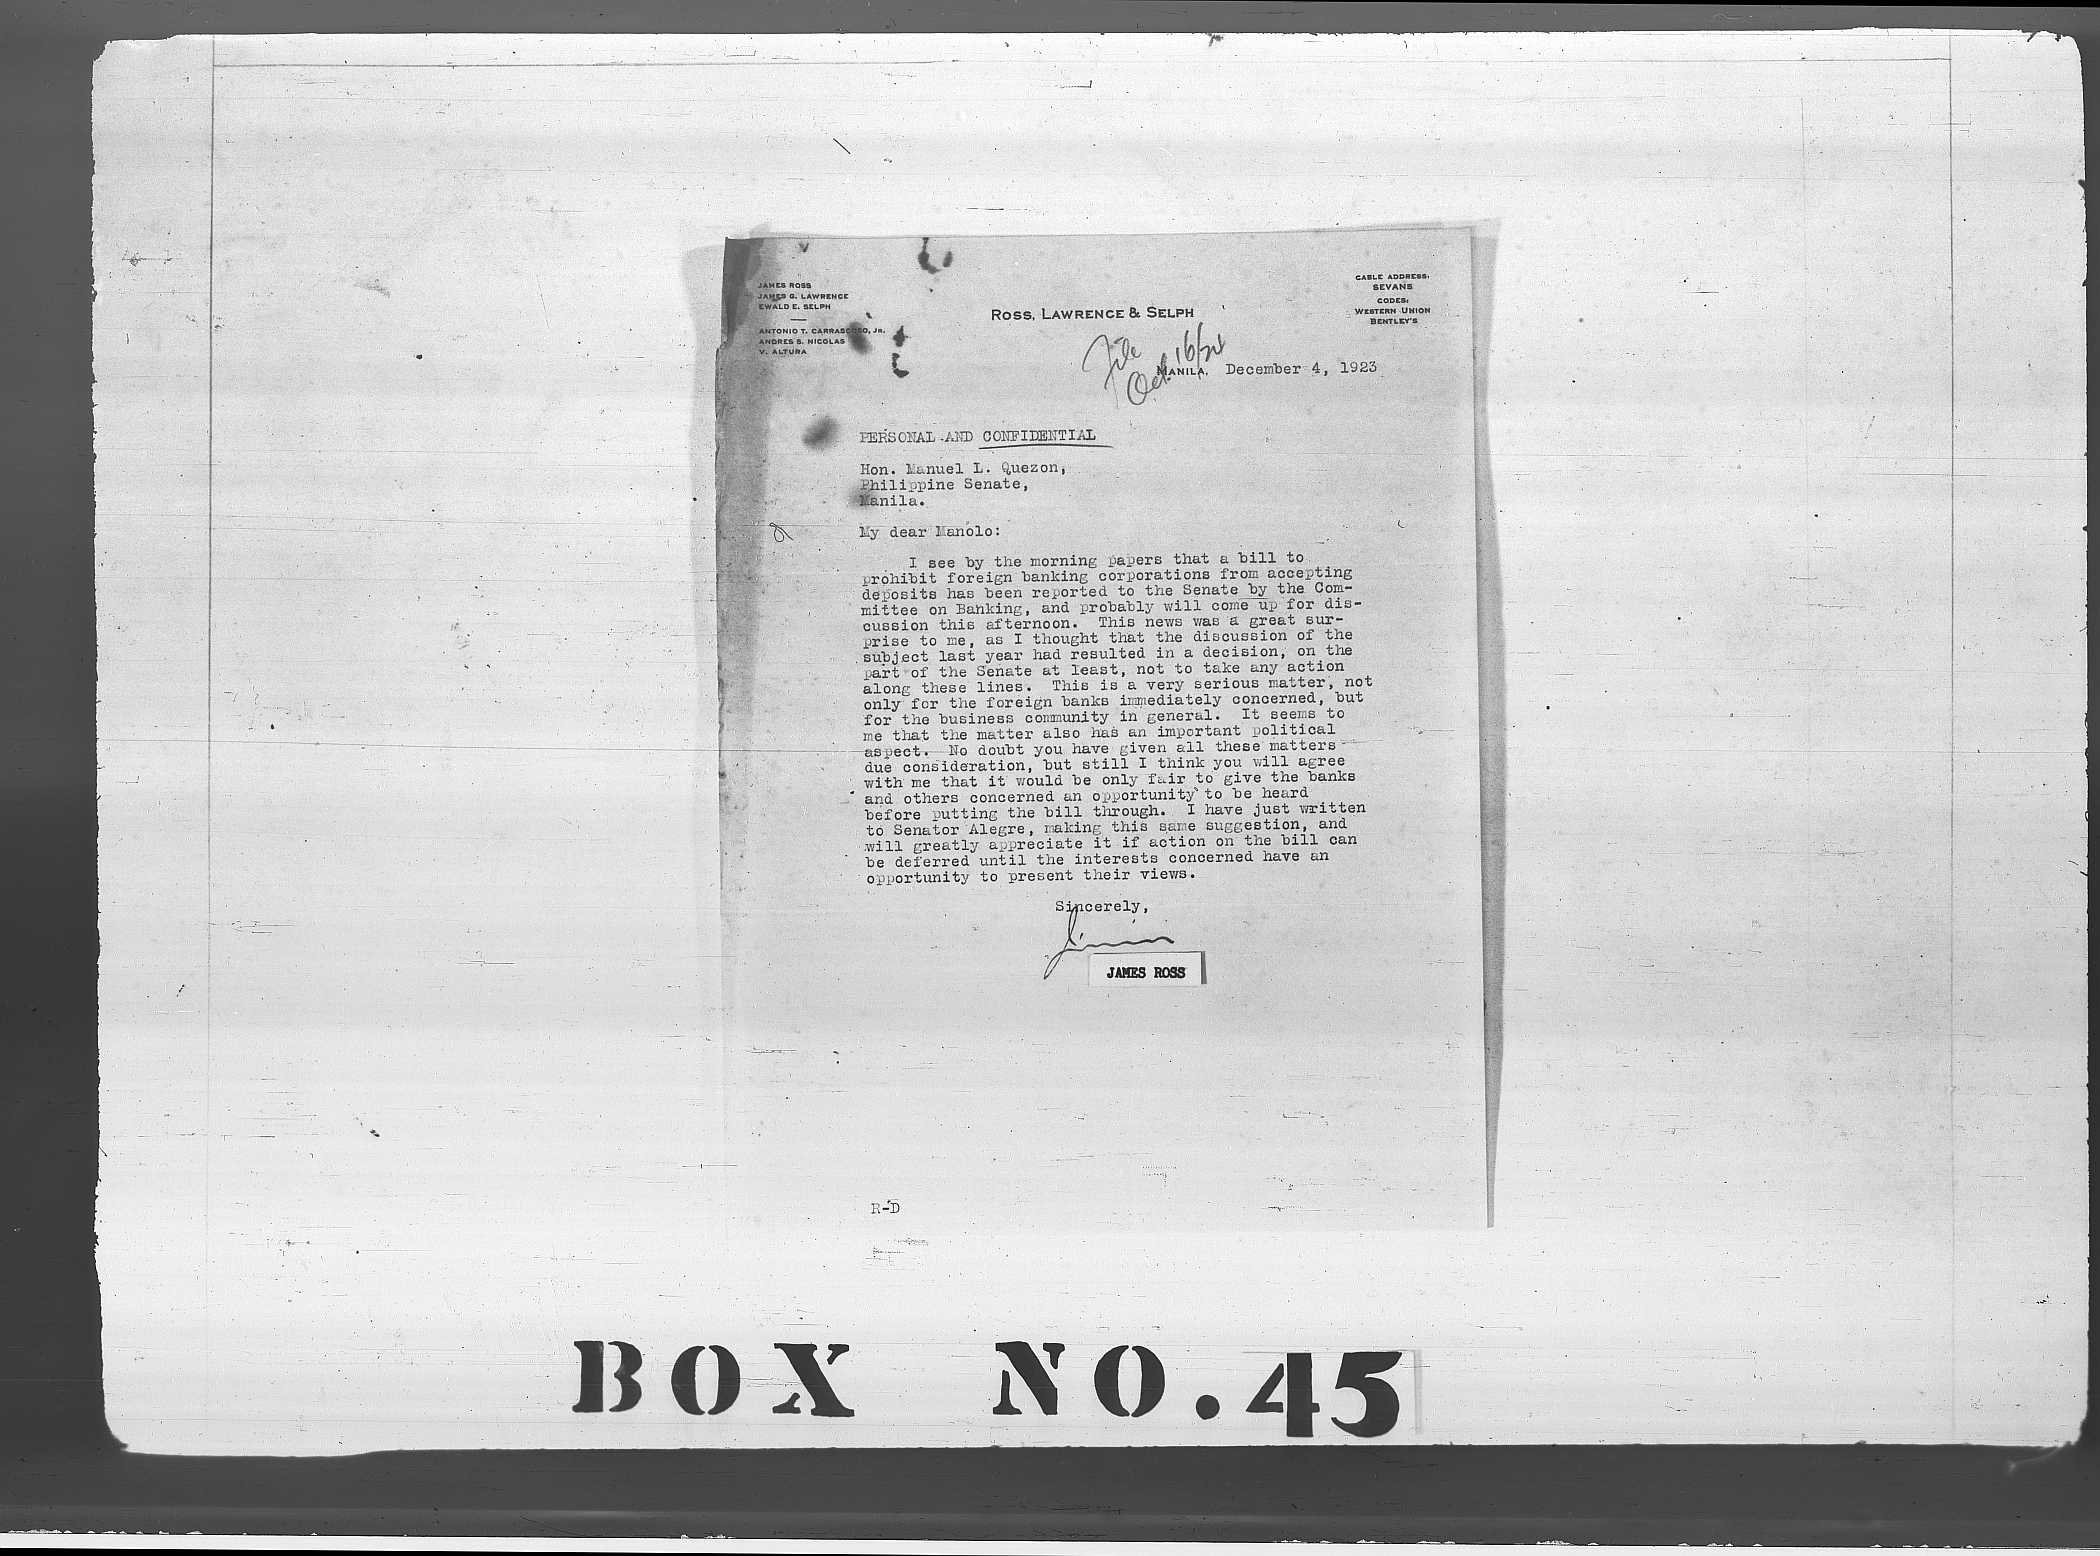 JAMES ROSS
JAMES G. LAWRENCE
EWALD E. SELPH
ANTONIO T. CARRASCOSO, JR.
ANDRES S. NICOLAS
V. ALTURA
CABLE ADDRESS:
SEVANS
CODES:
WESTERN UNION
BENTLEY'S
ROSS, LAWRENCE & SELPH
File
Oct. 16/24
MANILA, December 4, 1923
PERSONAL AND CONFIDENTIAL
Hon. Manuel L. Quezon,
Philippine Senate,
Manila.
My dear Manolo:
I see by the morning papers that a bill to
prohibit foreign banking corporations from accepting
deposits has been reported to the Senate by the Com-
mittee on Banking, and probably will come up for dis-
cussion this afternoon. This news was a great sur-
prise to me, as I thought that the discussion of the
subject last year had resulted in a decision, on the
part of the Senate at least, not to take any action
along these lines. This is a very serious matter, not
only for the foreign banks immediately concerned, but
for the business community in general. It seems to
me that the matter also has an important political
aspect. No doubt you have given all these matters
due consideration, but still I think you will agree
with me that it would be only fair to give the banks
and others concerned an opportunity to be heard
before putting the bill through. I have just written
to Senator Alegre, making this same suggestion, and
will greatly appreciate it if action on the bill can
be deferred until the interests concerned have an
opportunity to present their views.
Sincerely,
JAMES ROSS
R-D
BOX NO. 45